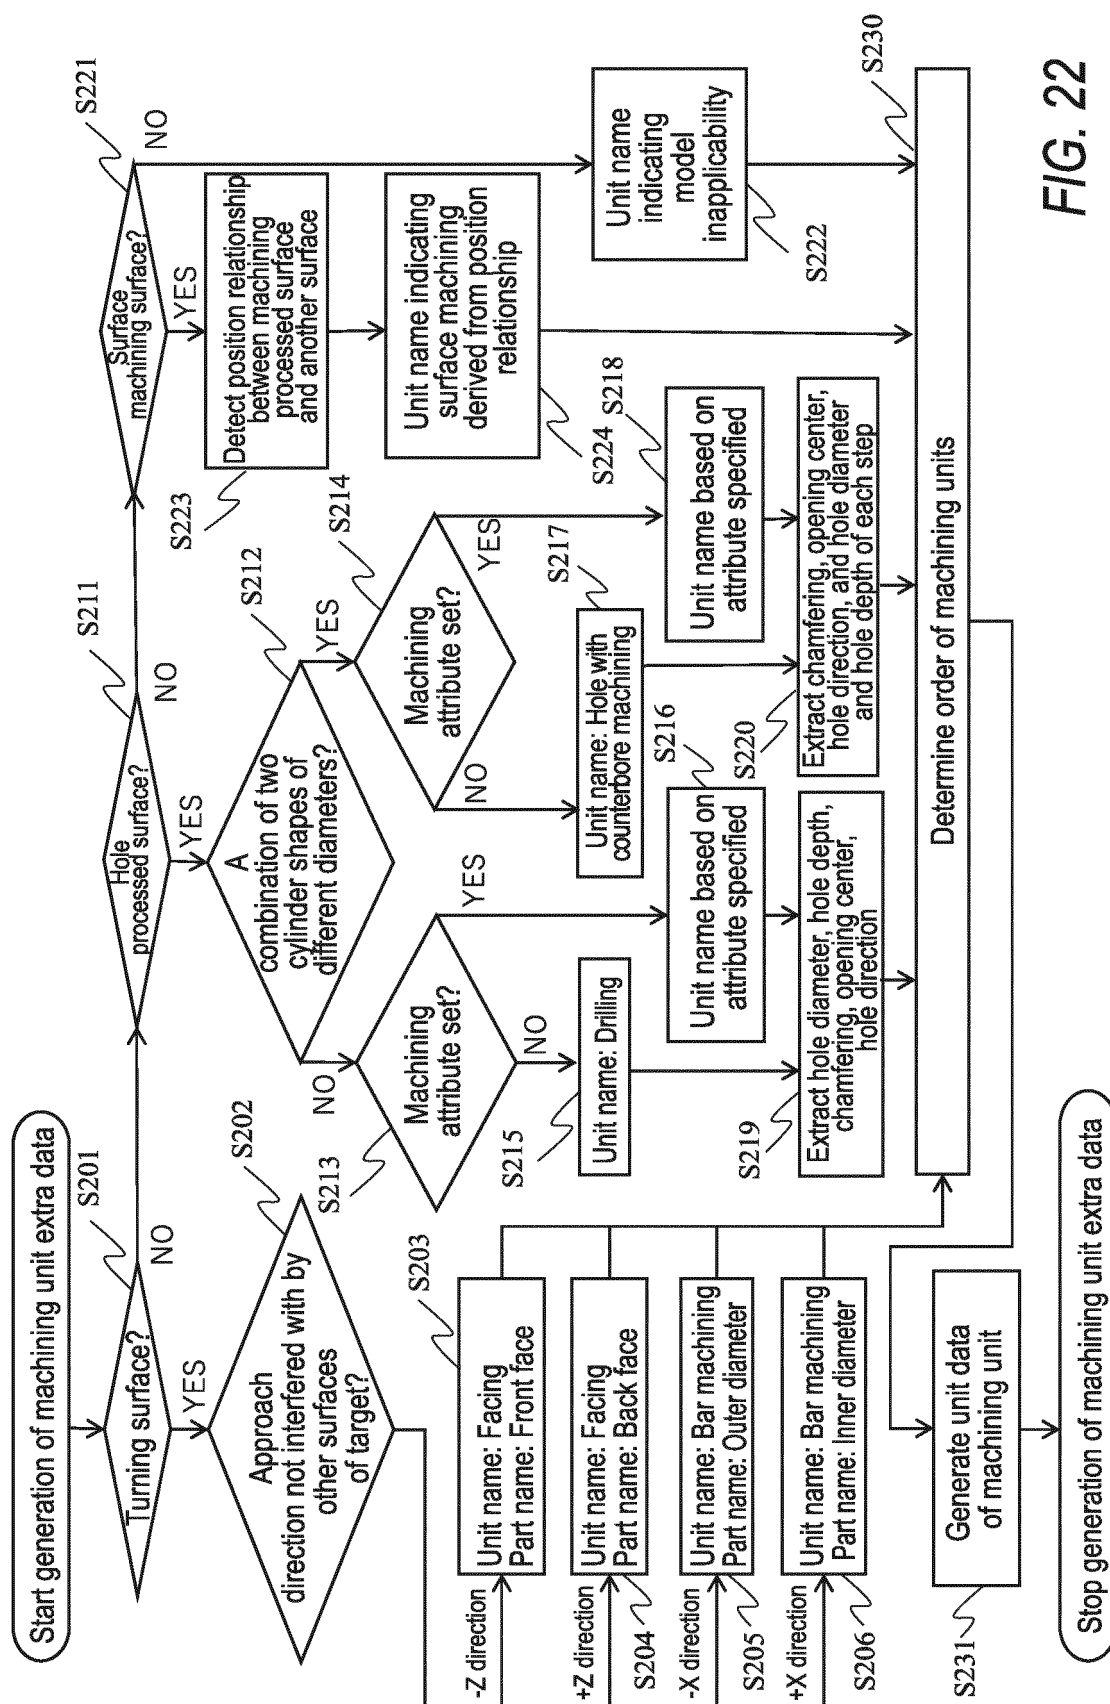 Start generation of machining unit extra data
S201
Turning surface?
NO
YES
S202
Approach
direction not interfered with by
other surfaces
of target?
-Z direction
S203
Unit name: Facing
Part name: Front face
+Z direction
S204
Unit name: Facing
Part name: Back face
-X direction
S205
Unit name: Bar machining
Part name: Outer diameter
+X direction
S206
Unit name: Bar machining
Part name: Inner diameter
S211
Hole
processed surface?
NO
YES
S212
A
combination of two
cylinder shapes of
different diameters?
NO
YES
S213
Machining
attribute set?
NO
YES
S214
Machining
attribute set?
NO
YES
S215
Unit name: Drilling
S216
Unit name based on
attribute specified
S217
Unit name: Hole with
counterbore machining
S218
Unit name based on
attribute specified
S219
Extract hole diameter, hole depth,
chamfering, opening center,
hole direction
S220
Extract chamfering, opening center,
hole direction, and hole diameter
and hole depth of each step
S221
Surface
machining surface?
NO
YES
S223
Detect position relationship
between machining
processed surface
and another surface
S224
Unit name indicating
surface machining
derived from position
relationship
S222
Unit name
indicating
model
inapplicability
S230
Determine order of machining units
S231
Generate unit data
of machining unit
Stop generation of machining unit extra data
FIG. 22